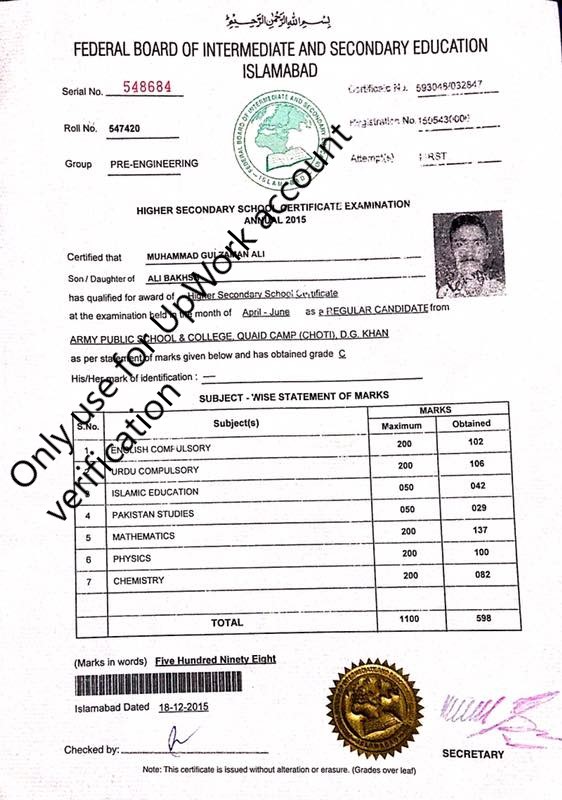 بسم الله الرحمن الرحيم
FEDERAL BOARD OF INTERMEDIATE AND SECONDARY EDUCATION
ISLAMABAD
Serial No. 548684
Certificate No. 593048/032847
Roll No. 547420
Registration No.
Group PRE-ENGINEERING
Attempt(s) FIRST
FEDERAL BOARD OF INTERMEDIATE AND SECONDARY
ISLAMABAD
HIGHER SECONDARY SCHOOL CERTIFICATE EXAMINATION
ANNUAL 2015
Certified that MUHAMMAD GULZAMAN ALI
Son / Daughter of ALI BAKHSH
has qualified for award of Higher Secondary School Certificate
at the examination held in the month of April - June as a REGULAR CANDIDATE from
ARMY PUBLIC SCHOOL & COLLEGE, QUAID CAMP (CHOTI), D.G. KHAN
as per statement of marks given below and has obtained grade C
His/Her mark of identification : —
SUBJECT - WISE STATEMENT OF MARKS
S.No. Subject(s) MARKS
Maximum Obtained
1 ENGLISH COMPULSORY 200 102
2 URDU COMPULSORY 200 106
3 ISLAMIC EDUCATION 050 042
4 PAKISTAN STUDIES 050 029
5 MATHEMATICS 200 137
6 PHYSICS 200 100
7 CHEMISTRY 200 082
TOTAL 1100 598
(Marks in words) Five Hundred Ninety Eight
Islamabad Dated 18-12-2015
Checked by:
SECRETARY
Note: This certificate is issued without alteration or erasure. (Grades over leaf)
Only use for UpWork account
verification